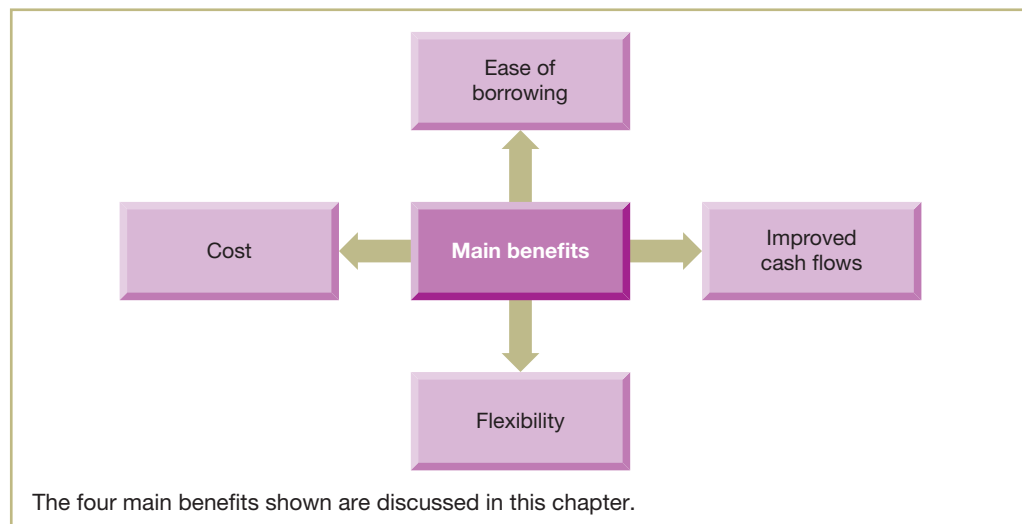 Ease of
borrowing
Cost
Main benefits
Improved
cash flows
Flexibility
The four main benefits shown are discussed in this chapter.